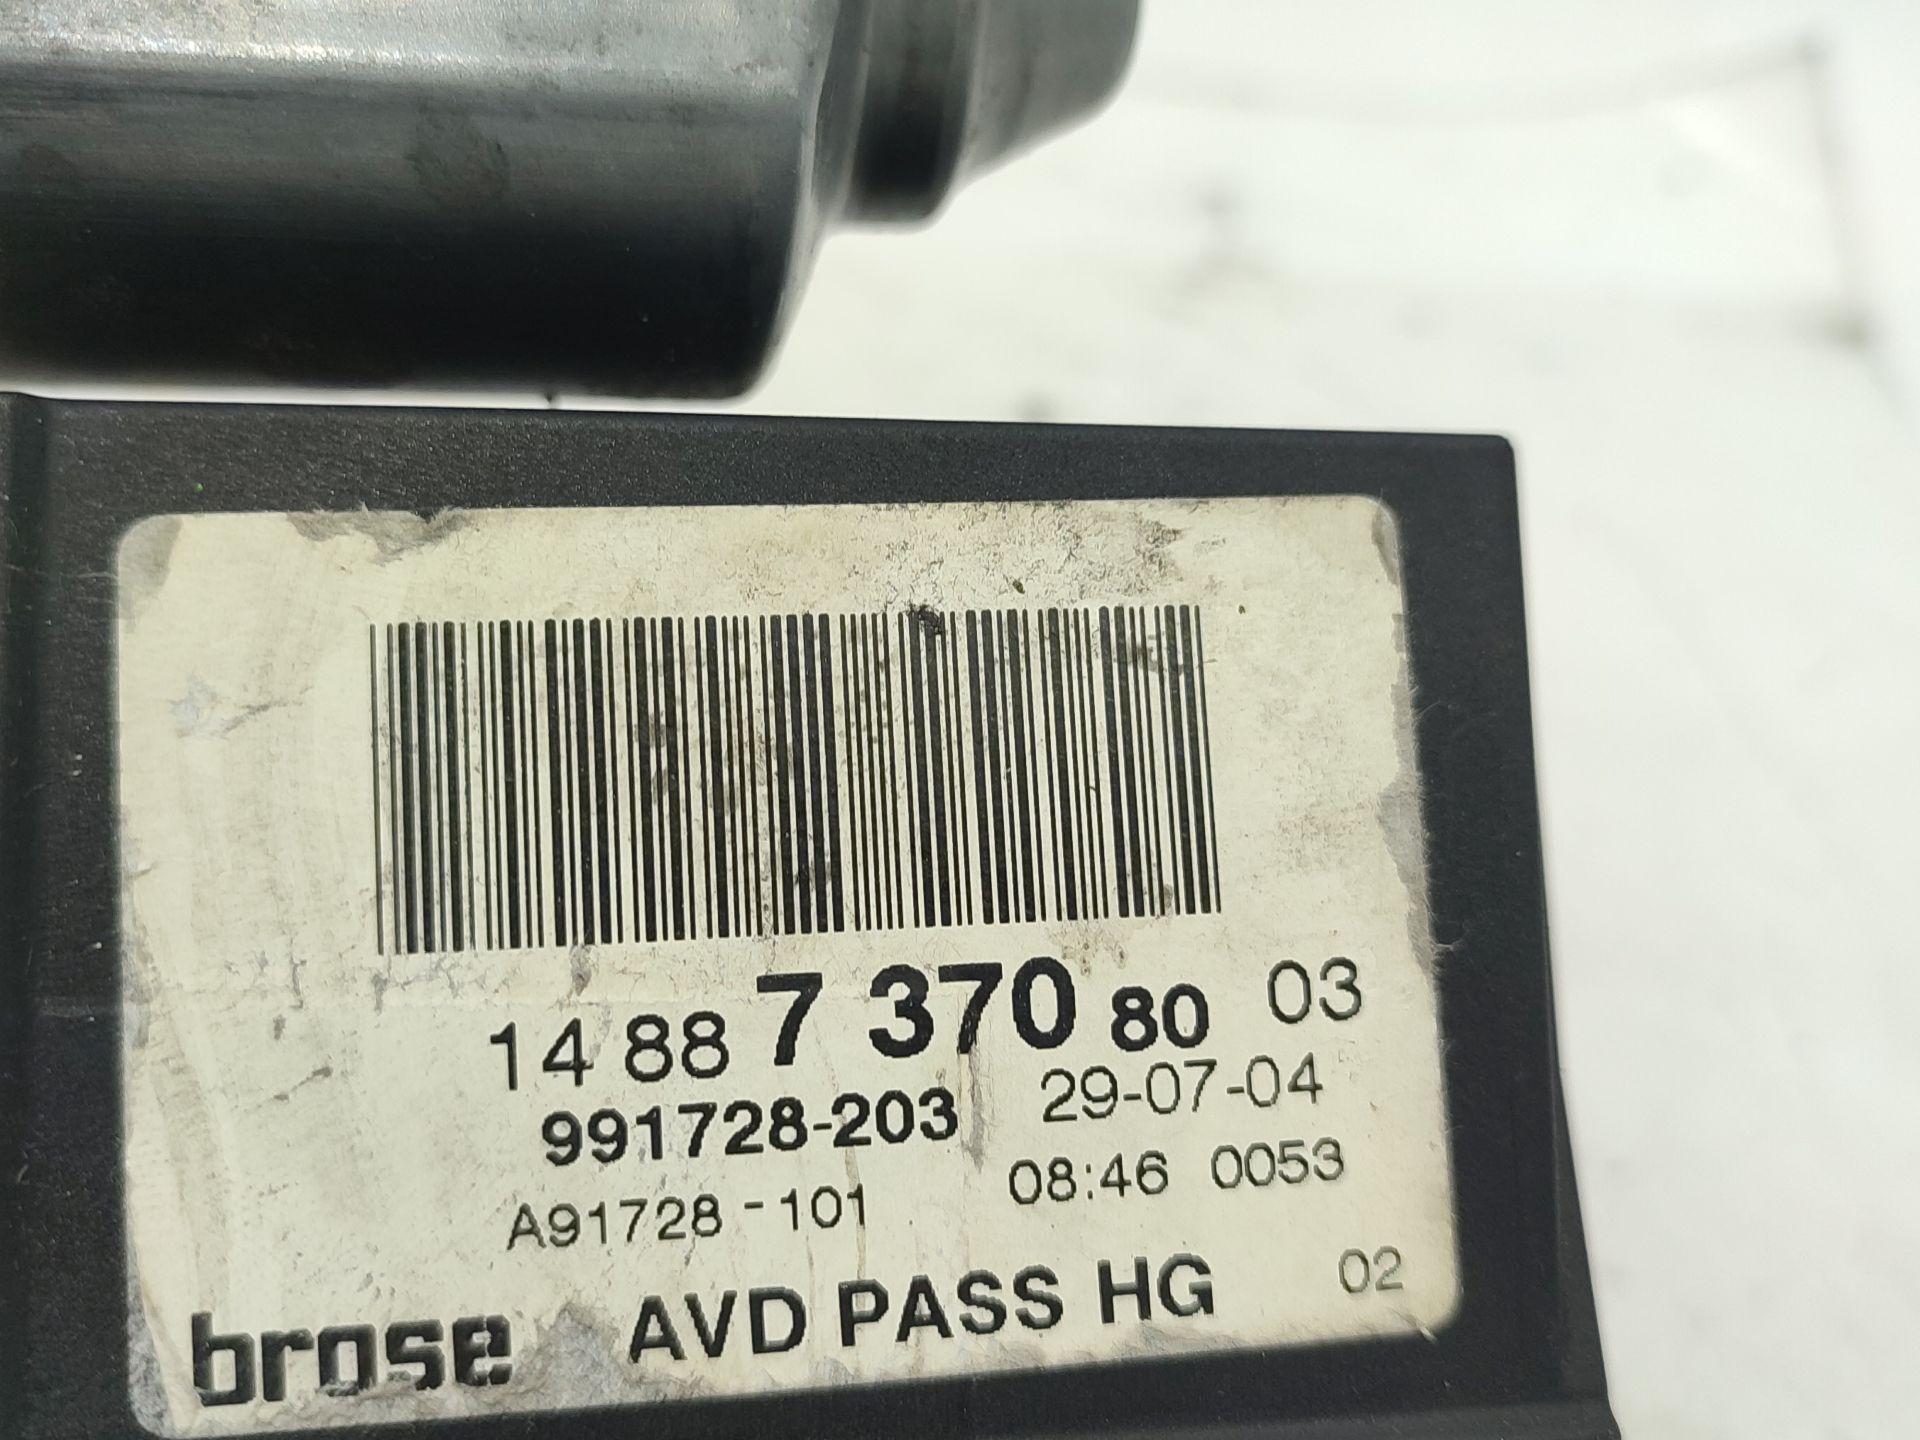 14 88 7 370 80 03
991728-203 29-07-04
A91728-101 08:46 0053
brose AVD PASS HG 02